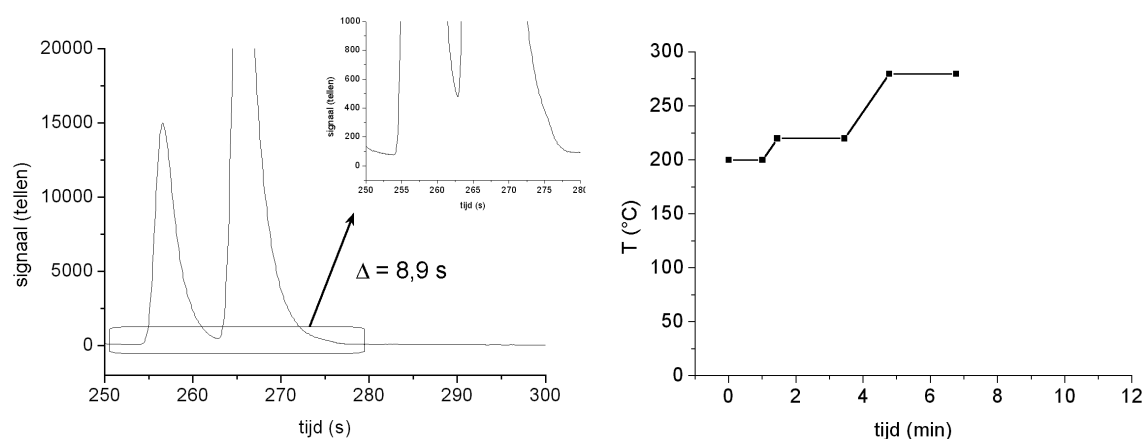 20000
15000
10000
5000
0
signaal (tellen)
250 260 270 280 290 300
tijd (s)
1000
800
600
400
200
0
signaal (tellen)
250 255 260 265 270 275 280
tijd (s)
Δ = 8,9 s
300
250
200
150
100
50
0
T (°C)
0 2 4 6 8 10 12
tijd (min)